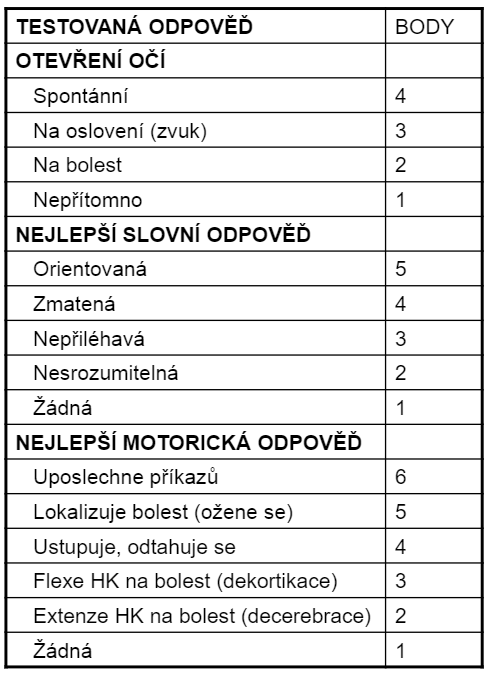 TESTOVANÁ ODPOVĚĎ BODY
OTEVŘENÍ OČÍ
Spontánní 4
Na oslovení (zvuk) 3
Na bolest 2
Nepřítomno 1
NEJLEPŠÍ SLOVNÍ ODPOVĚĎ
Orientovaná 5
Zmatená 4
Nepřiléhavá 3
Nesrozumitelná 2
Žádná 1
NEJLEPŠÍ MOTORICKÁ ODPOVĚĎ
Uposlechne příkazů 6
Lokalizuje bolest (ožene se) 5
Ustupuje, odtahuje se 4
Flexe HK na bolest (dekortikace) 3
Extenze HK na bolest (decerebrace) 2
Žádná 1